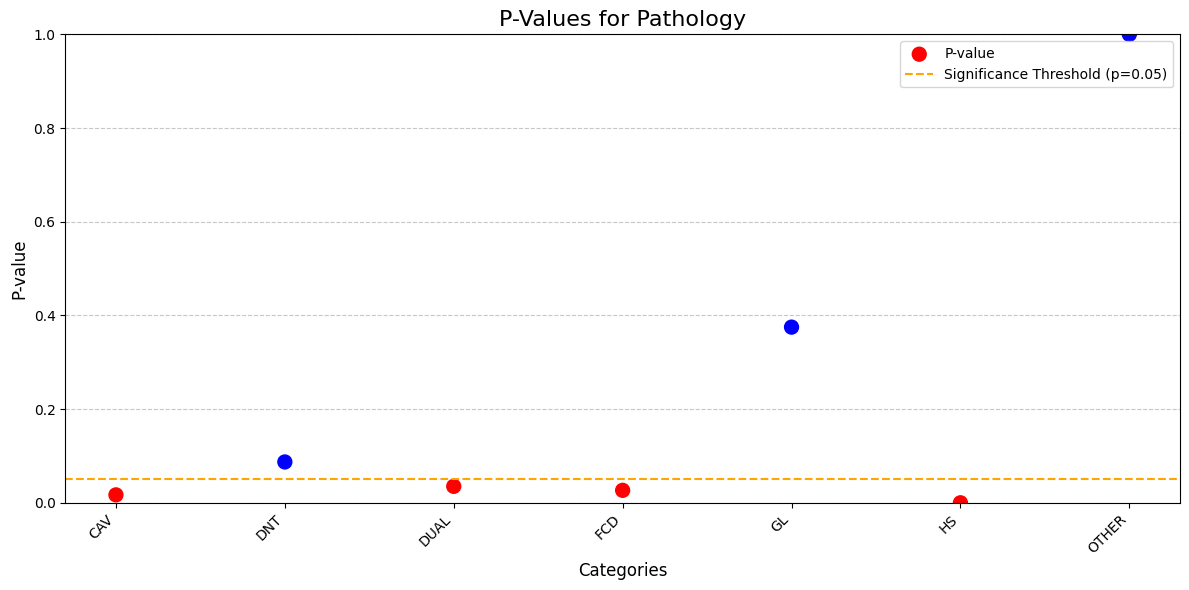 P-Values for Pathology
P-value
Significance Threshold (p=0.05)
1.0
0.8
0.6
0.4
0.2
0.0
P-value
CAV
DNT
DUAL
FCD
GL
HS
OTHER
Categories